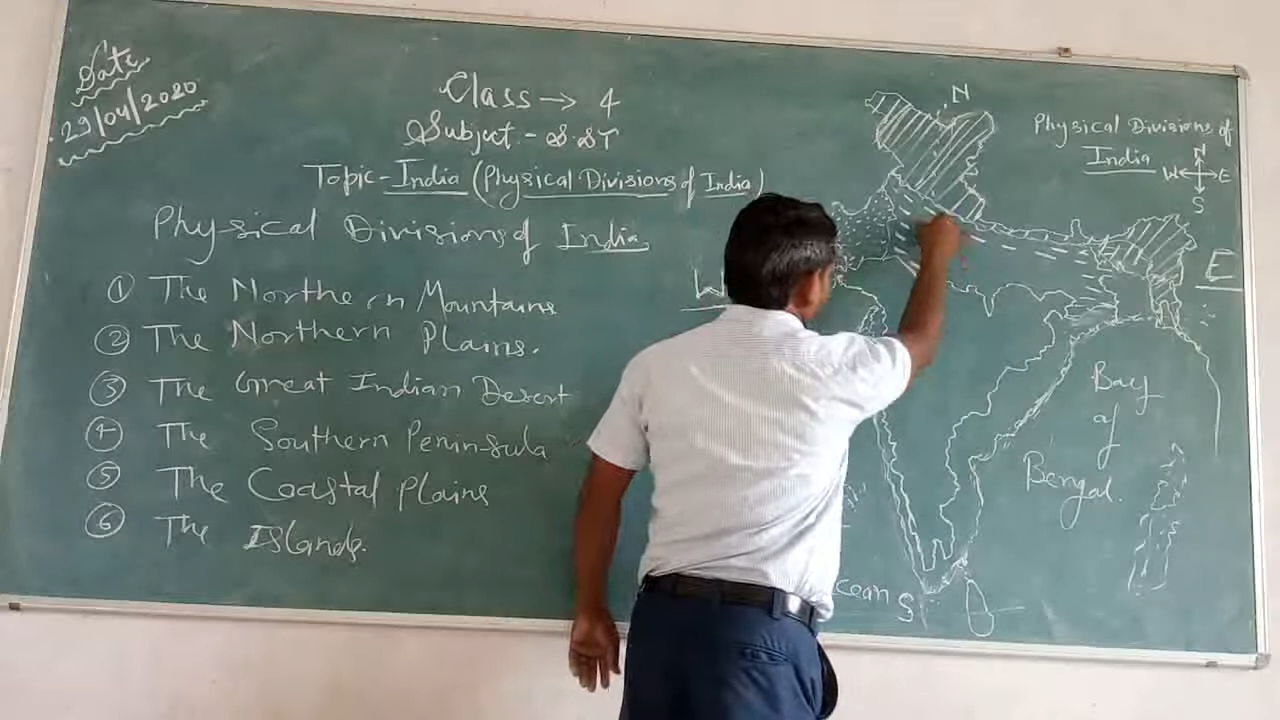 Date
29/04/2020
Class → 4
Subject - S.ST
Topic - India (Physical Divisions of India)
Physical Divisions of India
① The Northern Mountains
② The Northern Plains.
③ The Great Indian Desert
④ The Southern Peninsula
⑤ The Coastal Plains
⑥ The Islands.
N
Physical Divisions of
India
N
W E
S
W
E
Bay
of
Bengal.
cean
S